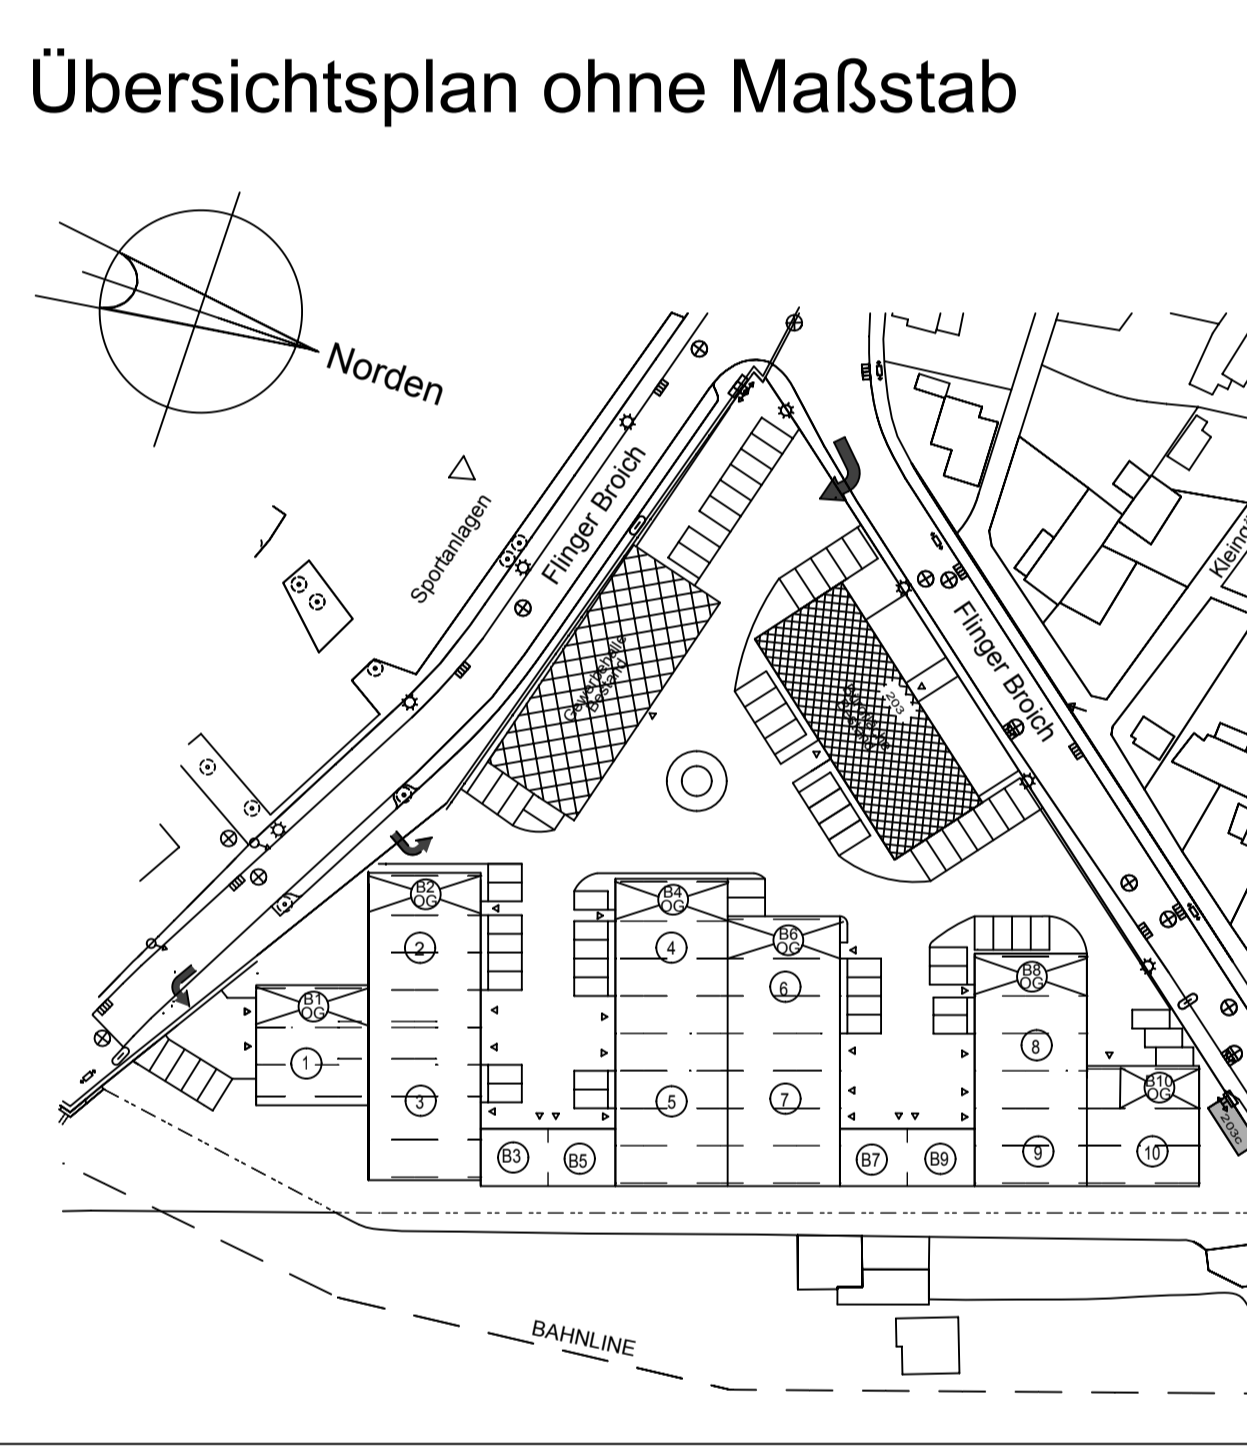 Übersichtsplan ohne Maßstab
Norden
Sportanlagen
Flinger Broich
Flinger Broich
Gewerbehalle
Bestand
203
B2
OG
2
3
B1
OG
1
B4
OG
4
5
B6
OG
6
7
B8
OG
8
9
B10
OG
10
B3
B5
B7
B9
203c
BAHNLINE